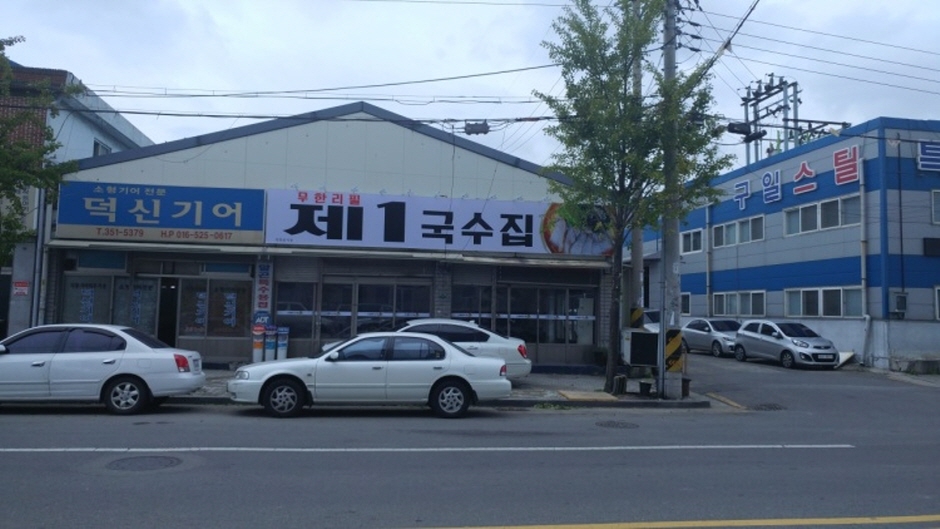 소형기어 전문
덕신기어
T.351-5379 H.P 016-525-0617
무한리필
제1국수집
구일스틸